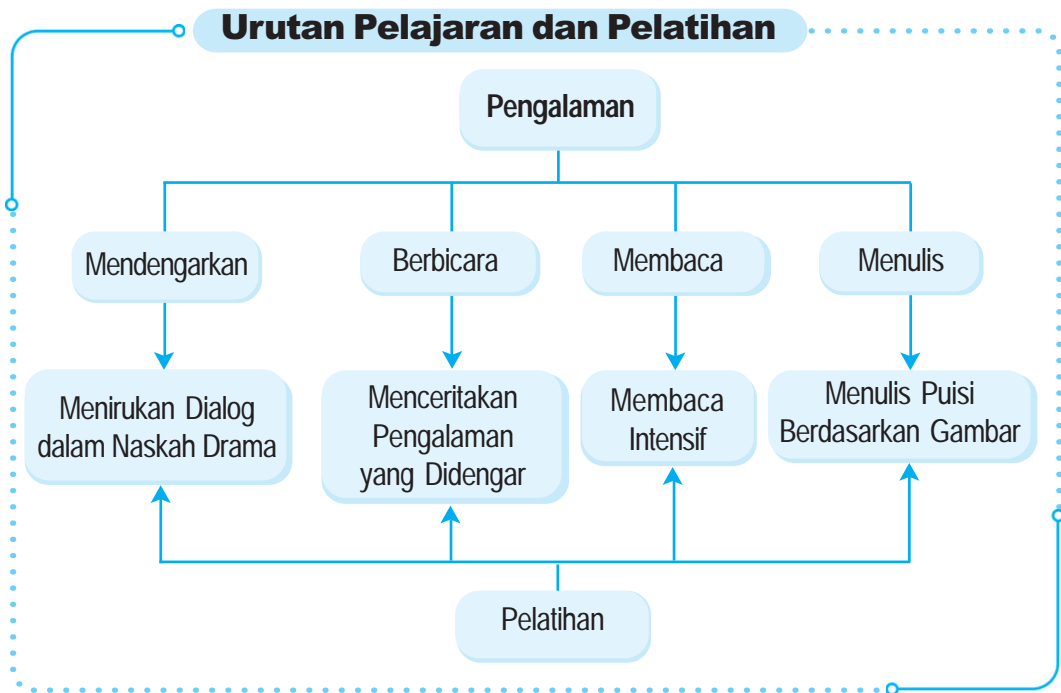 Urutan Pelajaran dan Pelatihan
Pengalaman
Mendengarkan
Berbicara
Membaca
Menulis
Menirukan Dialog
dalam Naskah Drama
Menceritakan
Pengalaman
yang Didengar
Membaca
Intensif
Menulis Puisi
Berdasarkan Gambar
Pelatihan